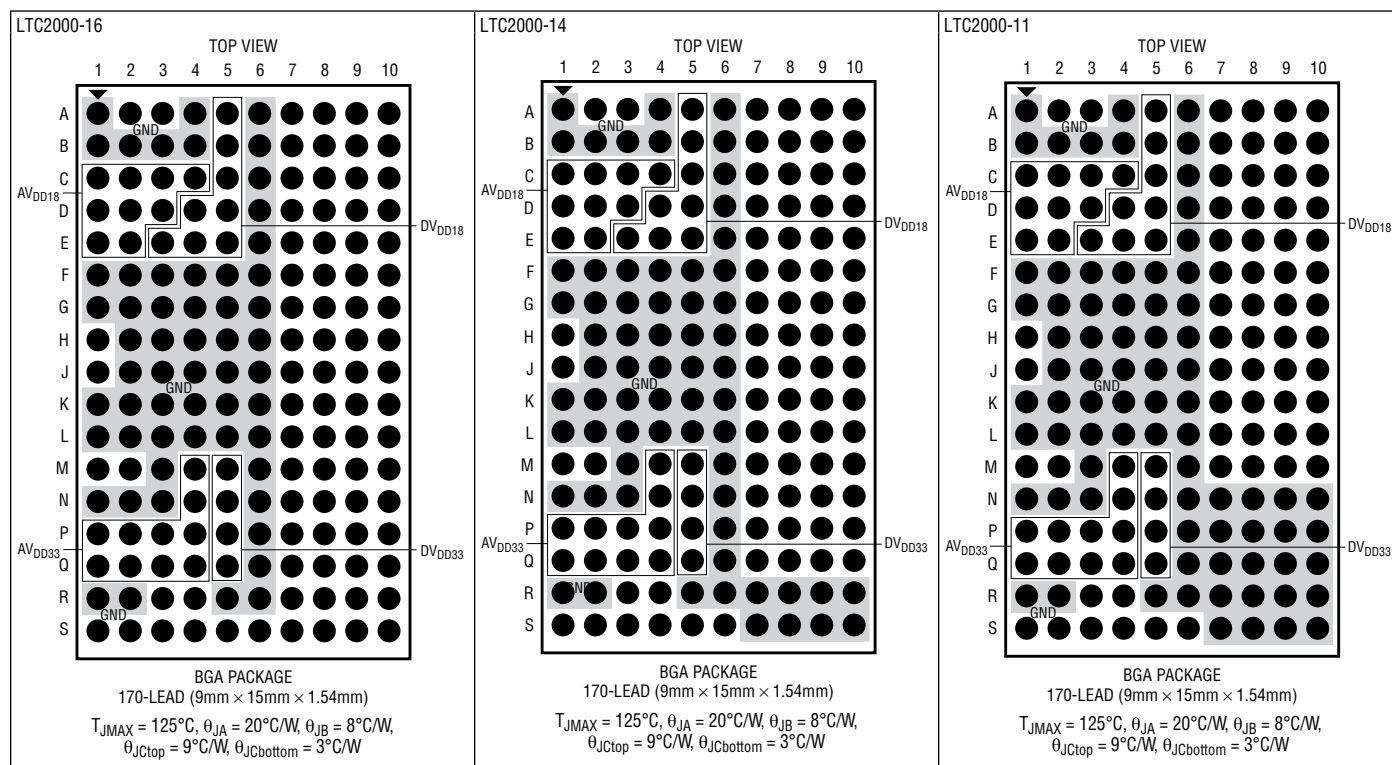 LTC2000-16
TOP VIEW
1 2 3 4 5 6 7 8 9 10
A
GND
B
C
AVDD18
D
DVDD18
E
F
G
H
J
GND
K
L
M
N
P
AVDD33
DVDD33
Q
R
GND
S
BGA PACKAGE
170-LEAD (9mm × 15mm × 1.54mm)
TJMAX = 125°C, θJA = 20°C/W, θJB = 8°C/W,
θJCtop = 9°C/W, θJCbottom = 3°C/W
LTC2000-14
TOP VIEW
1 2 3 4 5 6 7 8 9 10
A
GND
B
C
AVDD18
D
DVDD18
E
F
G
H
J
GND
K
L
M
N
P
AVDD33
DVDD33
Q
R
GND
S
BGA PACKAGE
170-LEAD (9mm × 15mm × 1.54mm)
TJMAX = 125°C, θJA = 20°C/W, θJB = 8°C/W,
θJCtop = 9°C/W, θJCbottom = 3°C/W
LTC2000-11
TOP VIEW
1 2 3 4 5 6 7 8 9 10
A
GND
B
C
AVDD18
D
DVDD18
E
F
G
H
J
GND
K
L
M
N
P
AVDD33
DVDD33
Q
R
GND
S
BGA PACKAGE
170-LEAD (9mm × 15mm × 1.54mm)
TJMAX = 125°C, θJA = 20°C/W, θJB = 8°C/W,
θJCtop = 9°C/W, θJCbottom = 3°C/W